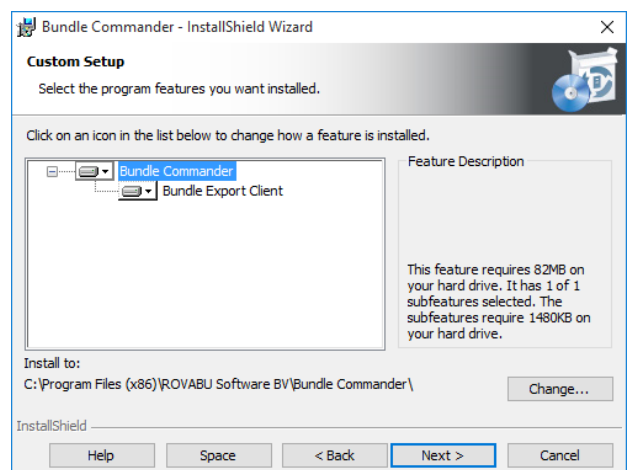 Bundle Commander - InstallShield Wizard
Custom Setup
Select the program features you want installed.
Click on an icon in the list below to change how a feature is installed.
Bundle Commander
Bundle Export Client
Feature Description
This feature requires 82MB on
your hard drive. It has 1 of 1
subfeatures selected. The
subfeatures require 1480KB on
your hard drive.
Install to:
C:\Program Files (x86)\ROVABU Software BV\Bundle Commander\
Change...
InstallShield
Help
Space
< Back
Next >
Cancel